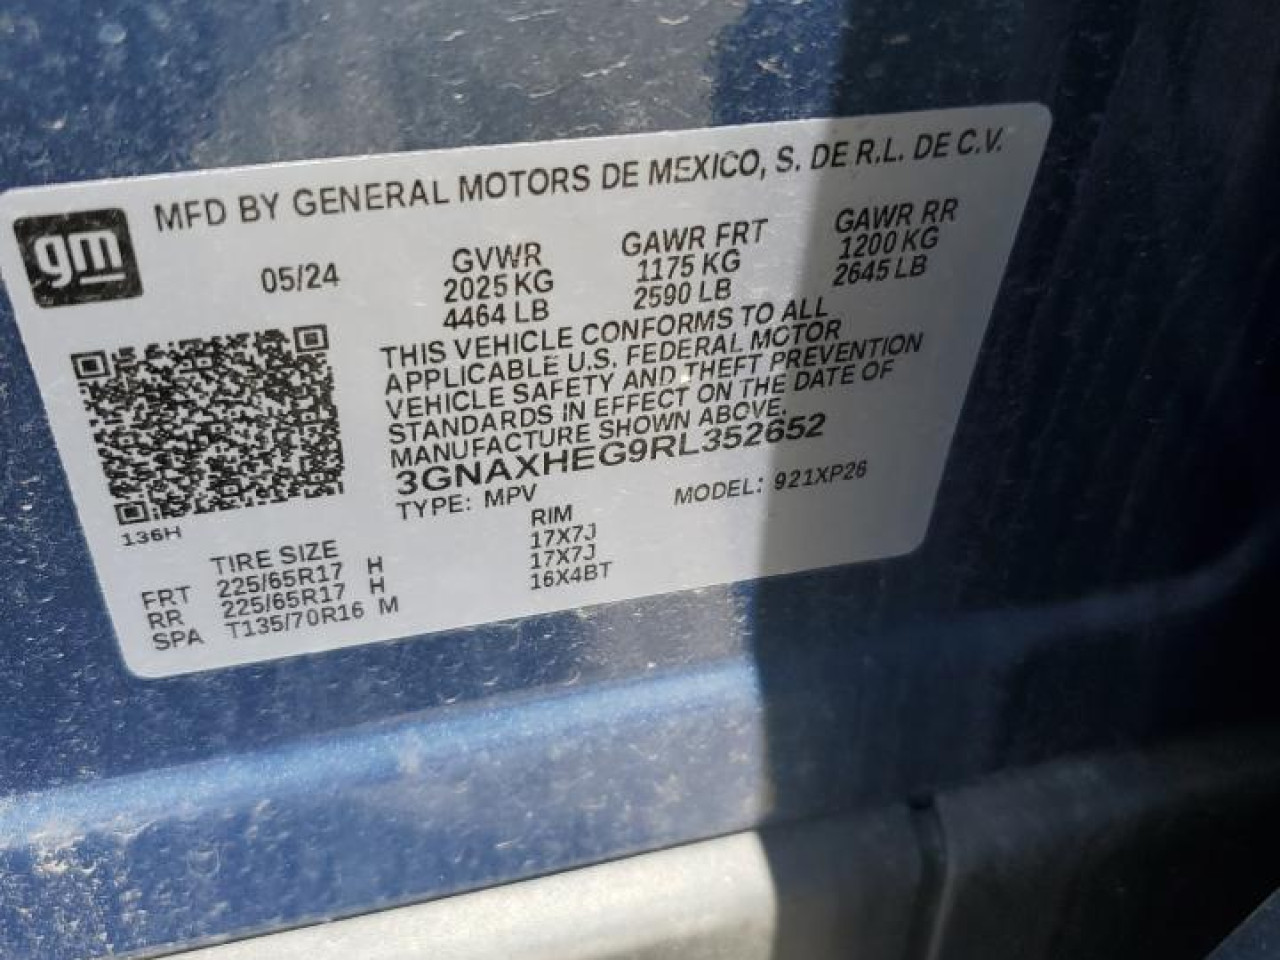 MFD BY GENERAL MOTORS DE MEXICO, S. DE R.L. DE C.V.
gm
05/24
GVWR
2025 KG
4464 LB
GAWR FRT
1175 KG
2590 LB
GAWR RR
1200 KG
2645 LB
THIS VEHICLE CONFORMS TO ALL
APPLICABLE U.S. FEDERAL MOTOR
VEHICLE SAFETY AND THEFT PREVENTION
STANDARDS IN EFFECT ON THE DATE OF
MANUFACTURE SHOWN ABOVE.
3GNAXHEG9RL352652
TYPE: MPV MODEL: 921XP26
136H
TIRE SIZE RIM
FRT 225/65R17 H 17X7J
RR 225/65R17 H 17X7J
SPA T135/70R16 M 16X4BT